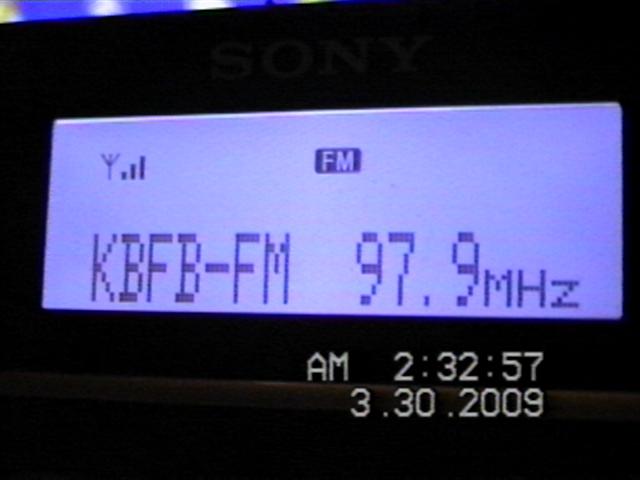 SONY
FM
KBFB-FM 97.9MHz
AM 2:32:57
3.30.2009